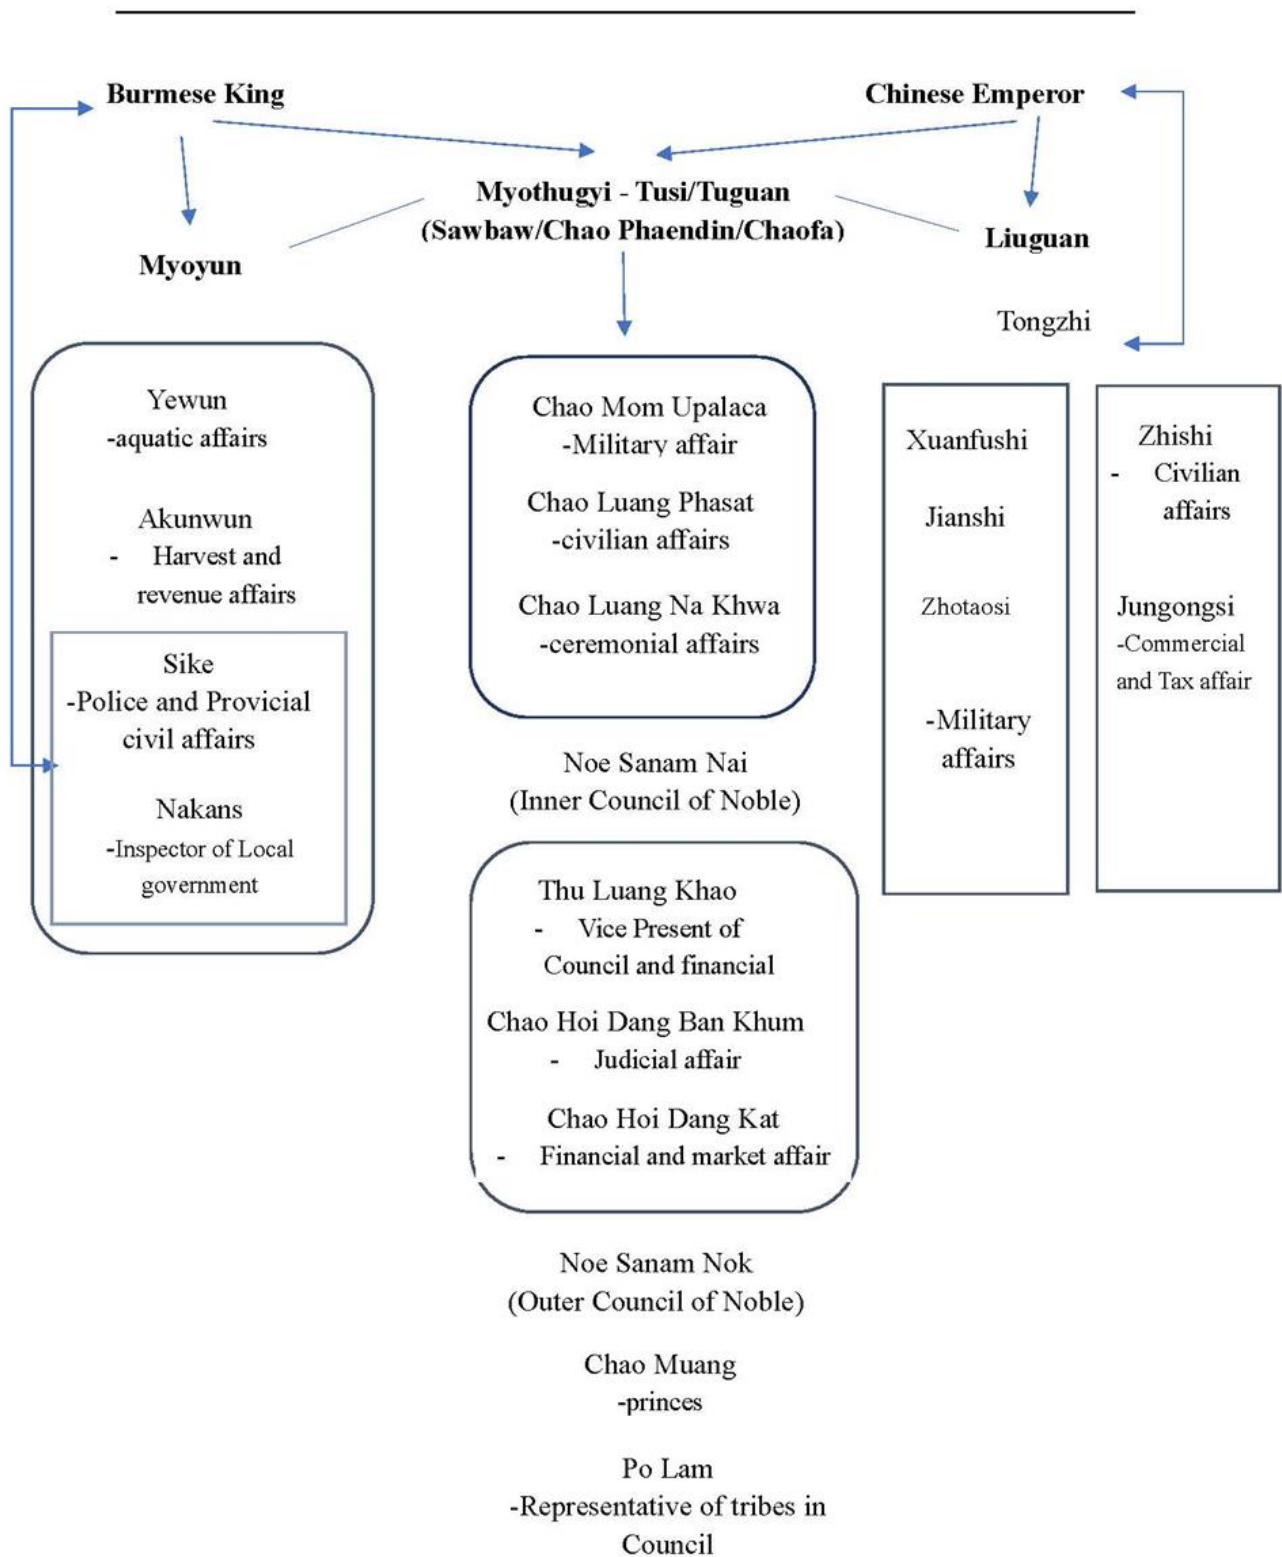 Burmese King
Chinese Emperor
Myothugyi - Tusi/Tuguan
(Sawbaw/Chao Phaendin/Chaofa)
Myoyun
Liuguan
Tongzhi
Yewun
-aquatic affairs
Akunwun
- Harvest and
revenue affairs
Sike
-Police and Provicial
civil affairs
Nakans
-Inspector of Local
government
Chao Mom Upalaca
-Military affair
Chao Luang Phasat
-civilian affairs
Chao Luang Na Khwa
-ceremonial affairs
Noe Sanam Nai
(Inner Council of Noble)
Thu Luang Khao
- Vice Present of
Council and financial
Chao Hoi Dang Ban Khum
- Judicial affair
Chao Hoi Dang Kat
- Financial and market affair
Noe Sanam Nok
(Outer Council of Noble)
Chao Muang
-princes
Po Lam
-Representative of tribes in
Council
Xuanfushi
Jianshi
Zhotaosi
-Military
affairs
Zhishi
- Civilian
affairs
Jungongsi
-Commercial
and Tax affair